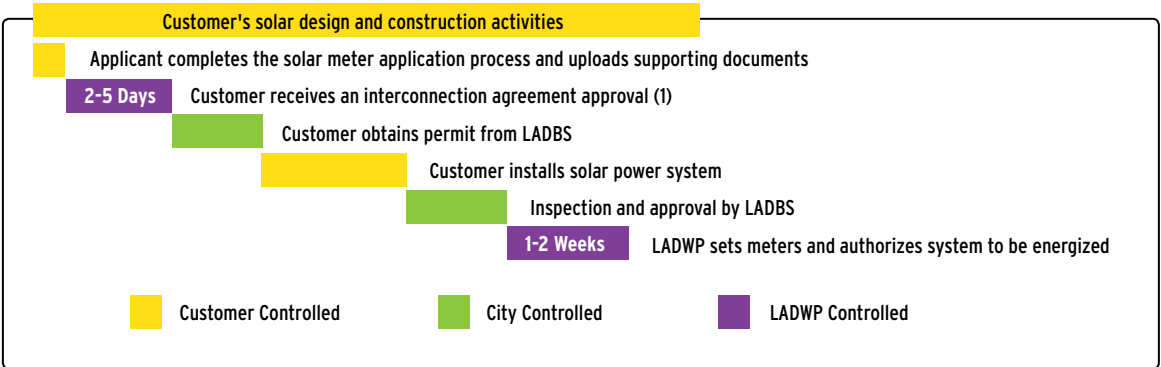 Customer's solar design and construction activities
Applicant completes the solar meter application process and uploads supporting documents
2-5 Days Customer receives an interconnection agreement approval (1)
Customer obtains permit from LADBS
Customer installs solar power system
Inspection and approval by LADBS
1-2 Weeks LADWP sets meters and authorizes system to be energized
Customer Controlled City Controlled LADWP Controlled